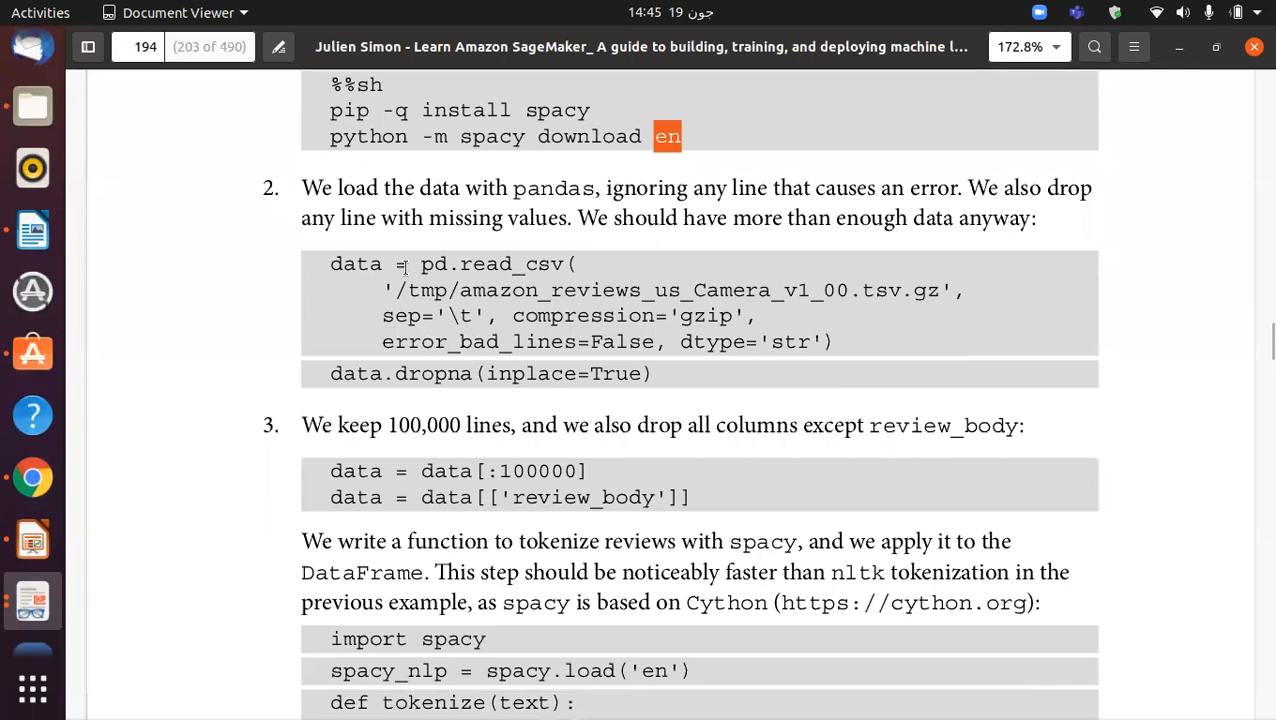 Activities
Document Viewer
14:45 19 جون
194
(203 of 490)
Julien Simon - Learn Amazon SageMaker_ A guide to building, training, and deploying machine l...
172.8%
%%sh
pip -q install spacy
python -m spacy download en
2. We load the data with pandas, ignoring any line that causes an error. We also drop
any line with missing values. We should have more than enough data anyway:
data = pd.read_csv(
'/tmp/amazon_reviews_us_Camera_v1_00.tsv.gz',
sep='\t', compression='gzip',
error_bad_lines=False, dtype='str')
data.dropna(inplace=True)
3. We keep 100,000 lines, and we also drop all columns except review_body:
data = data[:100000]
data = data[['review_body']]
We write a function to tokenize reviews with spacy, and we apply it to the
DataFrame. This step should be noticeably faster than nltk tokenization in the
previous example, as spacy is based on Cython (https://cython.org):
import spacy
spacy_nlp = spacy.load('en')
def tokenize(text):